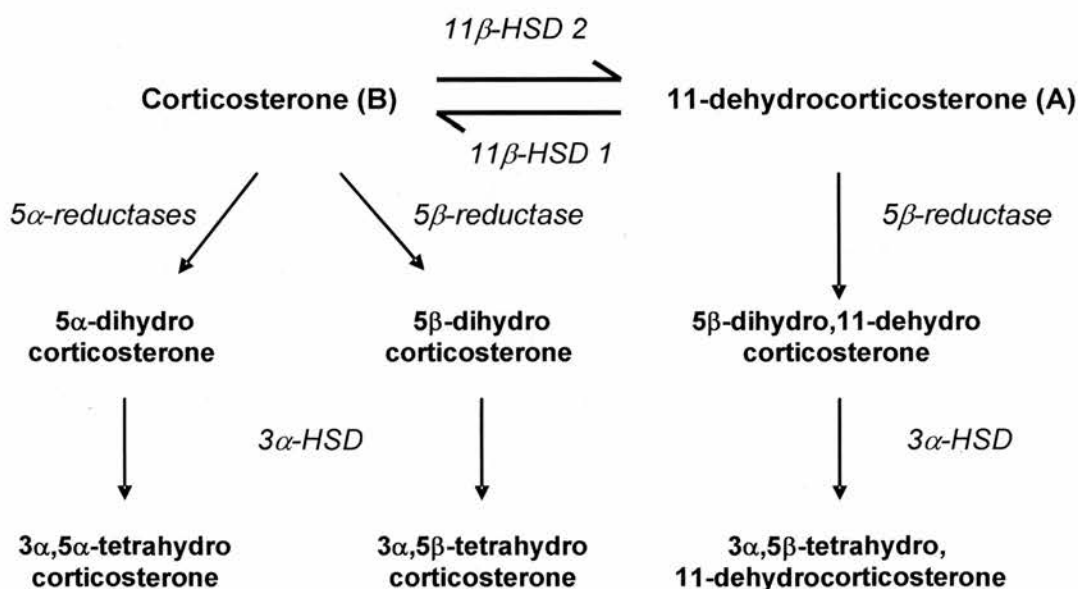 11β-HSD 2
Corticosterone (B)
11-dehydrocorticosterone (A)
11β-HSD 1
5α-reductases
5β-reductase
5β-reductase
5α-dihydro
corticosterone
5β-dihydro
corticosterone
5β-dihydro,11-dehydro
corticosterone
3α-HSD
3α-HSD
3α,5α-tetrahydro
corticosterone
3α,5β-tetrahydro
corticosterone
3α,5β-tetrahydro,
11-dehydrocorticosterone